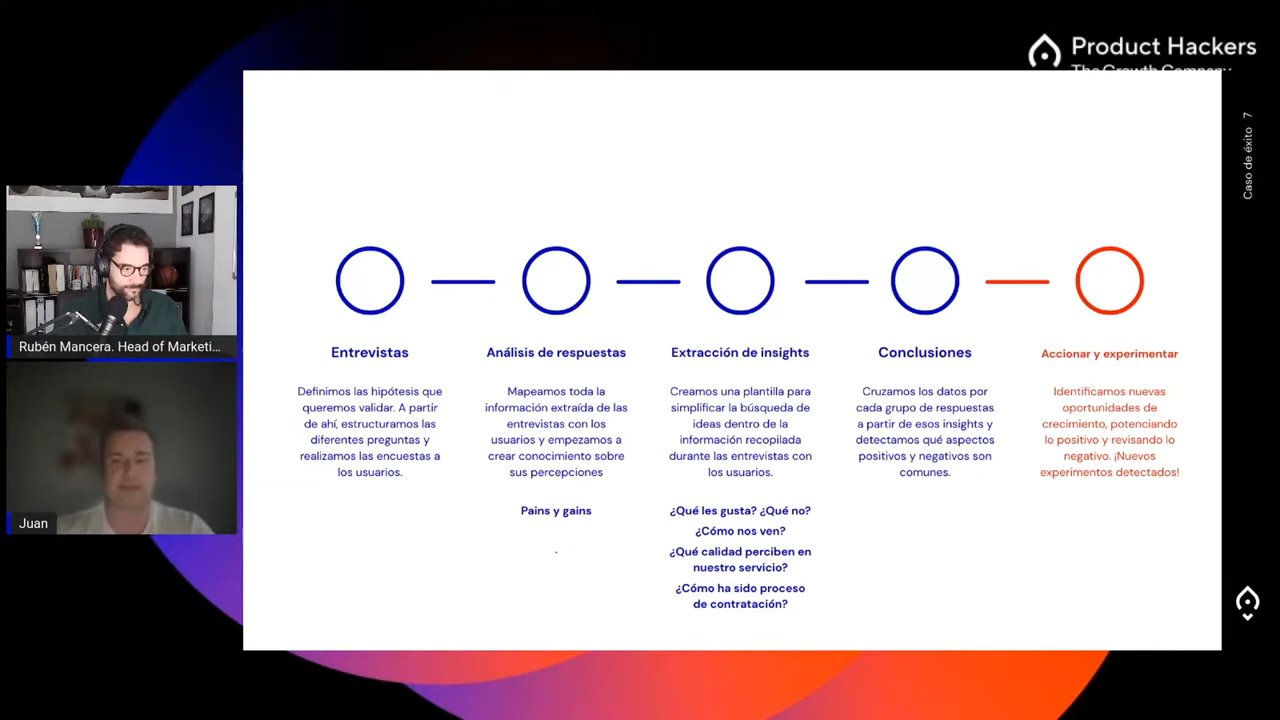 Product Hackers
The Growth Company
Caso de éxito 7
Rubén Mancera. Head of Marketi...
Juan
Entrevistas
Definimos las hipótesis que
queremos validar. A partir
de ahí, estructuramos las
diferentes preguntas y
realizamos las encuestas a
los usuarios.
Análisis de respuestas
Mapeamos toda la
información extraída de las
entrevistas con los
usuarios y empezamos a
crear conocimiento sobre
sus percepciones
Pains y gains
Extracción de insights
Creamos una plantilla para
simplificar la búsqueda de
ideas dentro de la
información recopilada
durante las entrevistas con
los usuarios.
¿Qué les gusta? ¿Qué no?
¿Cómo nos ven?
¿Qué calidad perciben en
nuestro servicio?
¿Cómo ha sido proceso
de contratación?
Conclusiones
Cruzamos los datos por
cada grupo de respuestas
a partir de esos insights y
detectamos qué aspectos
positivos y negativos son
comunes.
Accionar y experimentar
Identificamos nuevas
oportunidades de
crecimiento, potenciando
lo positivo y revisando lo
negativo. ¡Nuevos
experimentos detectados!